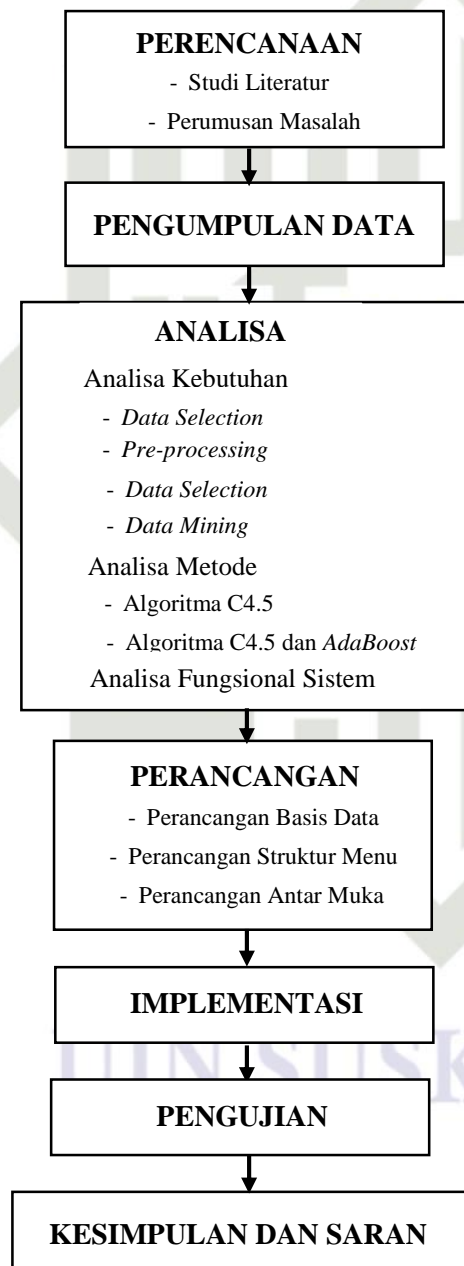 PERENCANAAN
- Studi Literatur
- Perumusan Masalah
PENGUMPULAN DATA
ANALISA
Analisa Kebutuhan
- Data Selection
- Pre-processing
- Data Selection
- Data Mining
Analisa Metode
- Algoritma C4.5
- Algoritma C4.5 dan AdaBoost
Analisa Fungsional Sistem
PERANCANGAN
- Perancangan Basis Data
- Perancangan Struktur Menu
- Perancangan Antar Muka
IMPLEMENTASI
UIN SUSK
PENGUJIAN
KESIMPULAN DAN SARAN